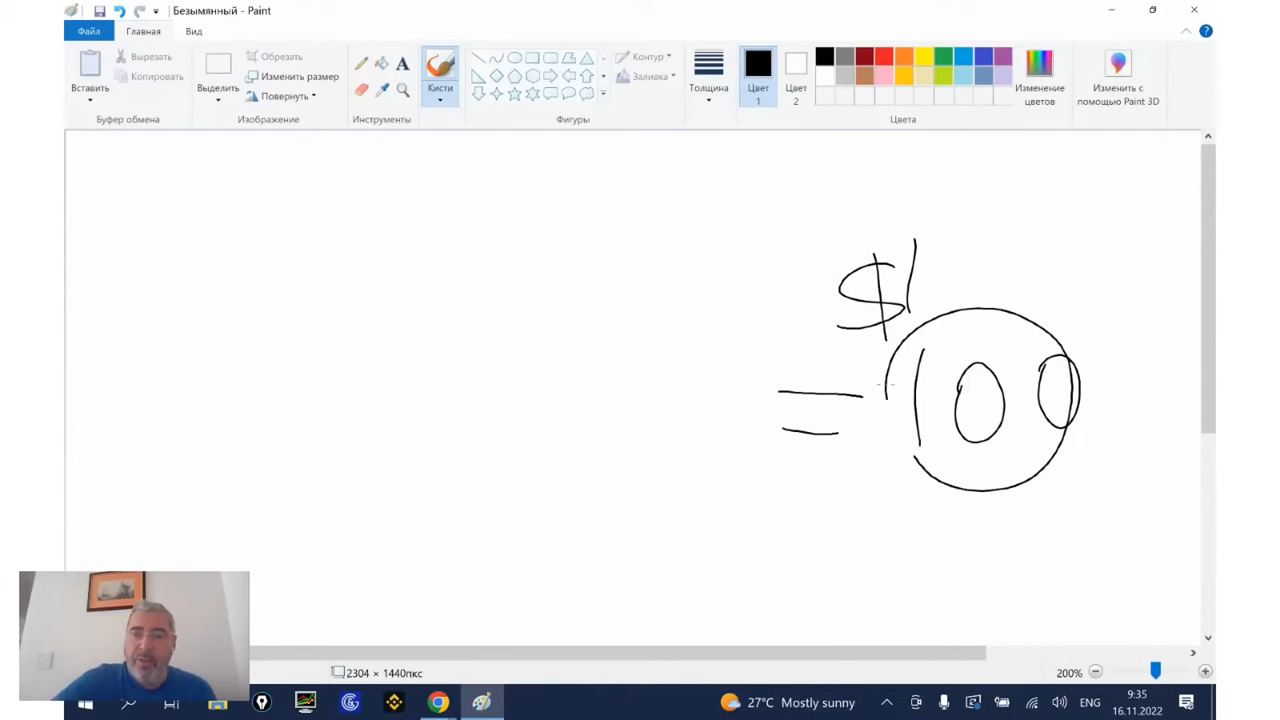 Безымянный - Paint
Файл Главная Вид
Вставить
Вырезать
Копировать
Буфер обмена
Выделить
Обрезать
Изменить размер
Повернуть
Изображение
A
Инструменты
Кисти
Контур
Заливка
Фигуры
Толщина
Цвет 1
Цвет 2
Изменение цветов
Изменить с помощью Paint 3D
Цвета
$1
= 100
2304 × 1440пкс
200%
27°C Mostly sunny
ENG
9:35
16.11.2022